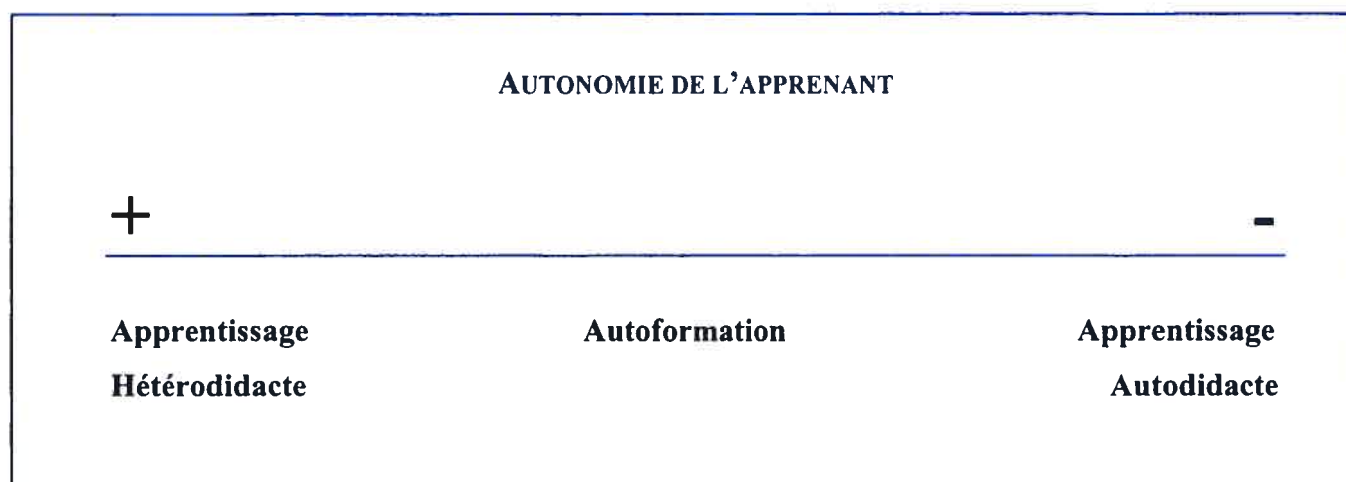 AUTONOMIE DE L'APPRENANT
+ -
Apprentissage Autoformation Apprentissage
Hétérodidacte Autodidacte